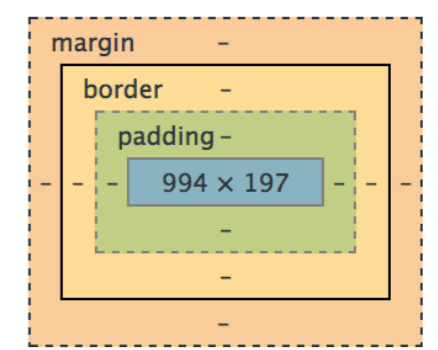 margin –
border –
padding –
– – – 994 × 197 – – –
–
–
–